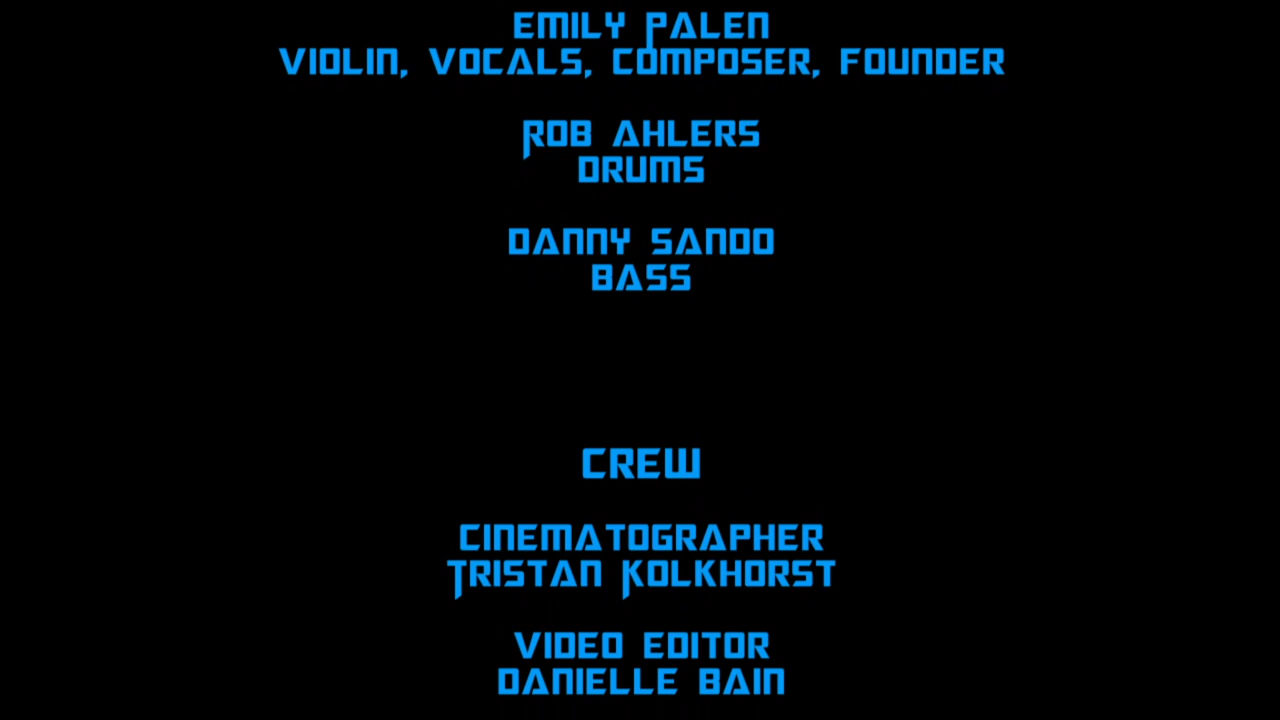 Emily Palen
Violin, Vocals, Composer, Founder
Rob Ahlers
Drums
Danny Sando
Bass
CREW
Cinematographer
Tristan Kolkhorst
Video Editor
Danielle Bain